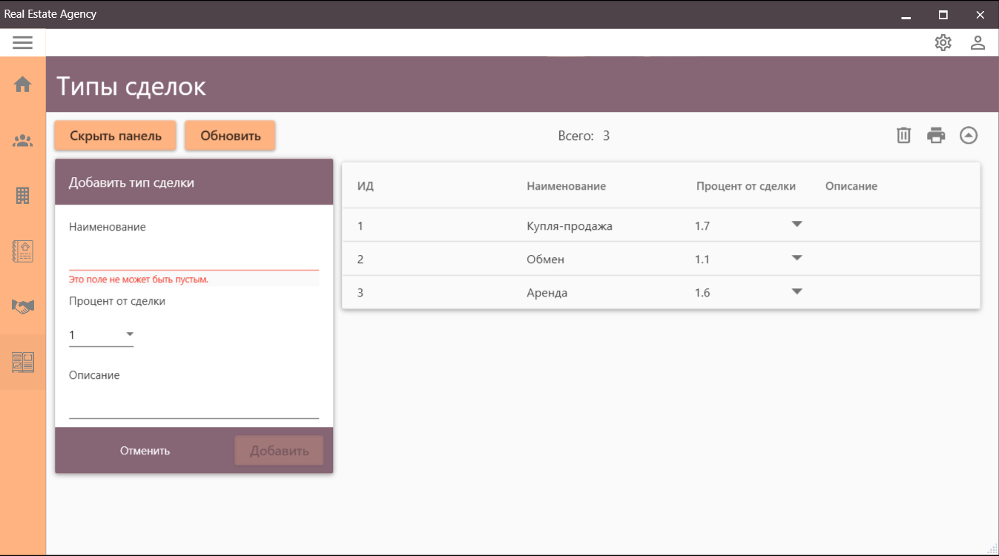 Real Estate Agency
Типы сделок
Скрыть панель Обновить Всего: 3
Добавить тип сделки
Наименование
Это поле не может быть пустым.
Процент от сделки
1
Описание
Отменить Добавить
ИД Наименование Процент от сделки Описание
1 Купля-продажа 1.7
2 Обмен 1.1
3 Аренда 1.6